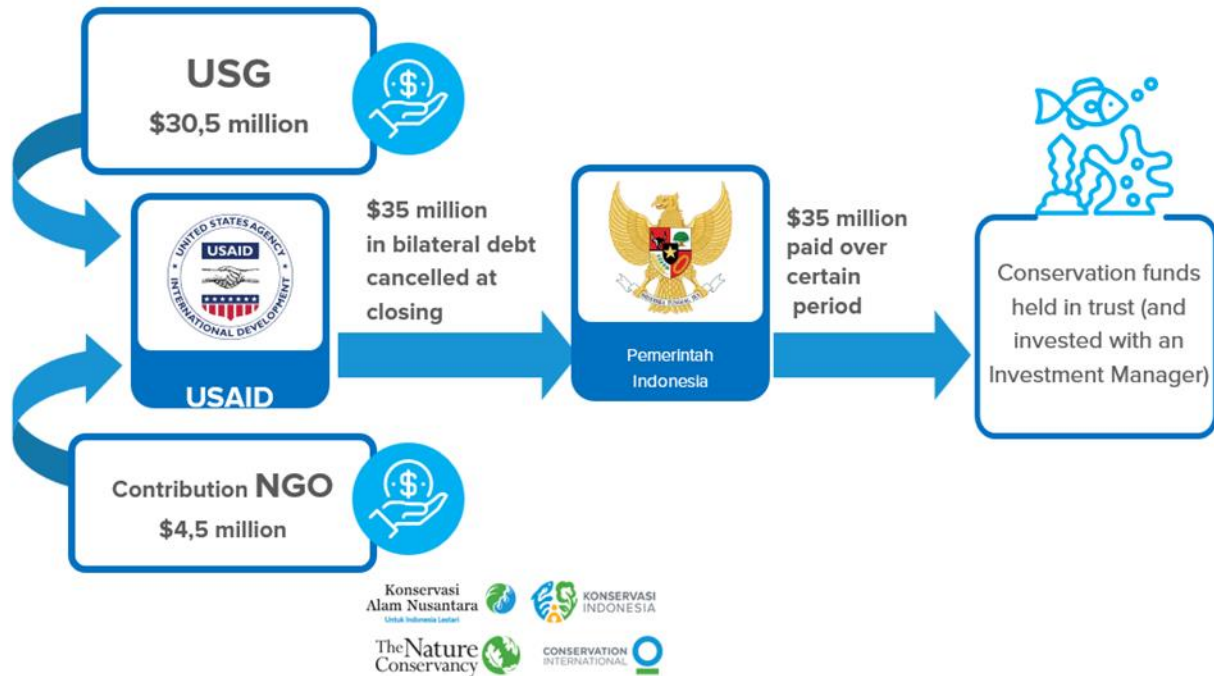 USG
$30,5 million
$
UNITED STATES AGENCY
USAID
INTERNATIONAL DEVELOPMENT
USAID
$35 million
in bilateral debt
cancelled at
closing
Pemerintah
Indonesia
$35 million
paid over
certain
period
Conservation funds
held in trust (and
invested with an
Investment Manager)
Contribution NGO
$4,5 million
$
Konservasi
Alam Nusantara
Untuk Indonesia Lestari
KONSERVASI
INDONESIA
The Nature
Conservancy
CONSERVATION
INTERNATIONAL